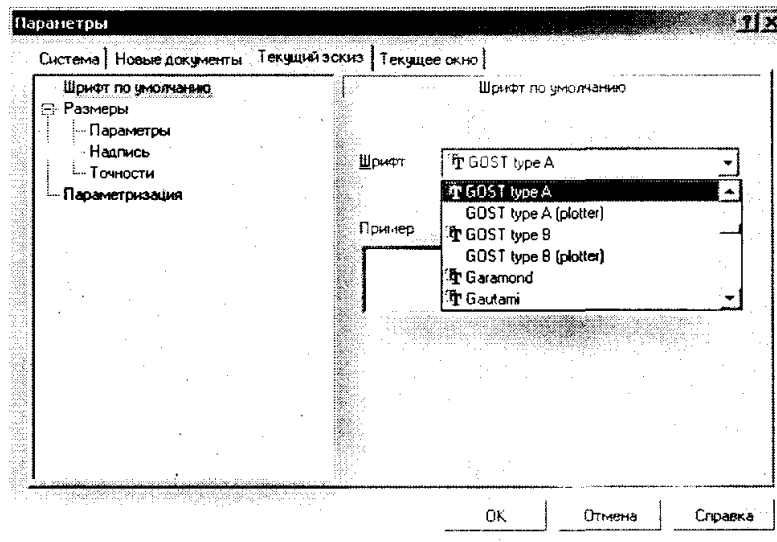 Параметры
Система Новые документы Текущий эскиз Текущее окно
Шрифт по умолчанию
Размеры
Параметры
Надпись
Точности
Параметризация
Шрифт по умолчанию
Шрифт GOST type A
GOST type A
GOST type A (plotter)
GOST type B
GOST type B (plotter)
Garamond
Gautami
Пример
OK Отмена Справка